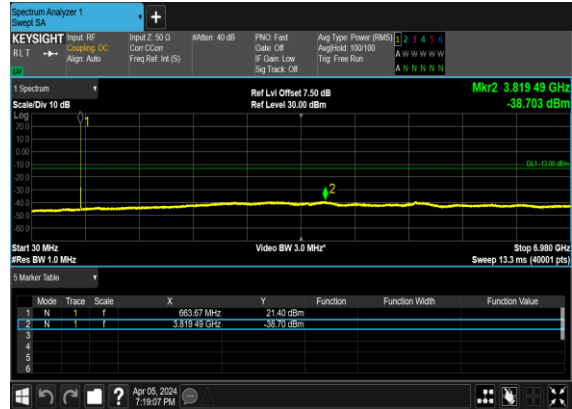 Spectrum Analyzer 1
Swept SA
+
KEYSIGHT Input: RF Input Z: 50 Ω #Atten: 40 dB PNO: Fast Avg Type: Power (RMS) 1 2 3 4 5 6
RLT Coupling: DC Corr CCorr Gate: Off Avg|Hold: 100/100 A W W W W W
Align: Auto Freq Ref: Int (S) IF Gain: Low Trig: Free Run
Sig Track: Off A N N N N N
1 Spectrum Ref Lvl Offset 7.50 dB Mkr2 3.819 49 GHz
Scale/Div 10 dB Ref Level 30.00 dBm -38.703 dBm
Log
1
20.0
10.0
0.00
-10.0
DL1 -13.00 dBm
-20.0
-30.0
2
-40.0
-50.0
-60.0
Start 30 MHz Video BW 3.0 MHz* Stop 6.980 GHz
#Res BW 1.0 MHz Sweep 13.3 ms (40001 pts)
5 Marker Table
Mode Trace Scale X Y Function Function Width Function Value
1 N 1 f 663.67 MHz 21.40 dBm
2 N 1 f 3.819 49 GHz -38.70 dBm
3
4
5
6
? Apr 05, 2024
7:19:07 PM